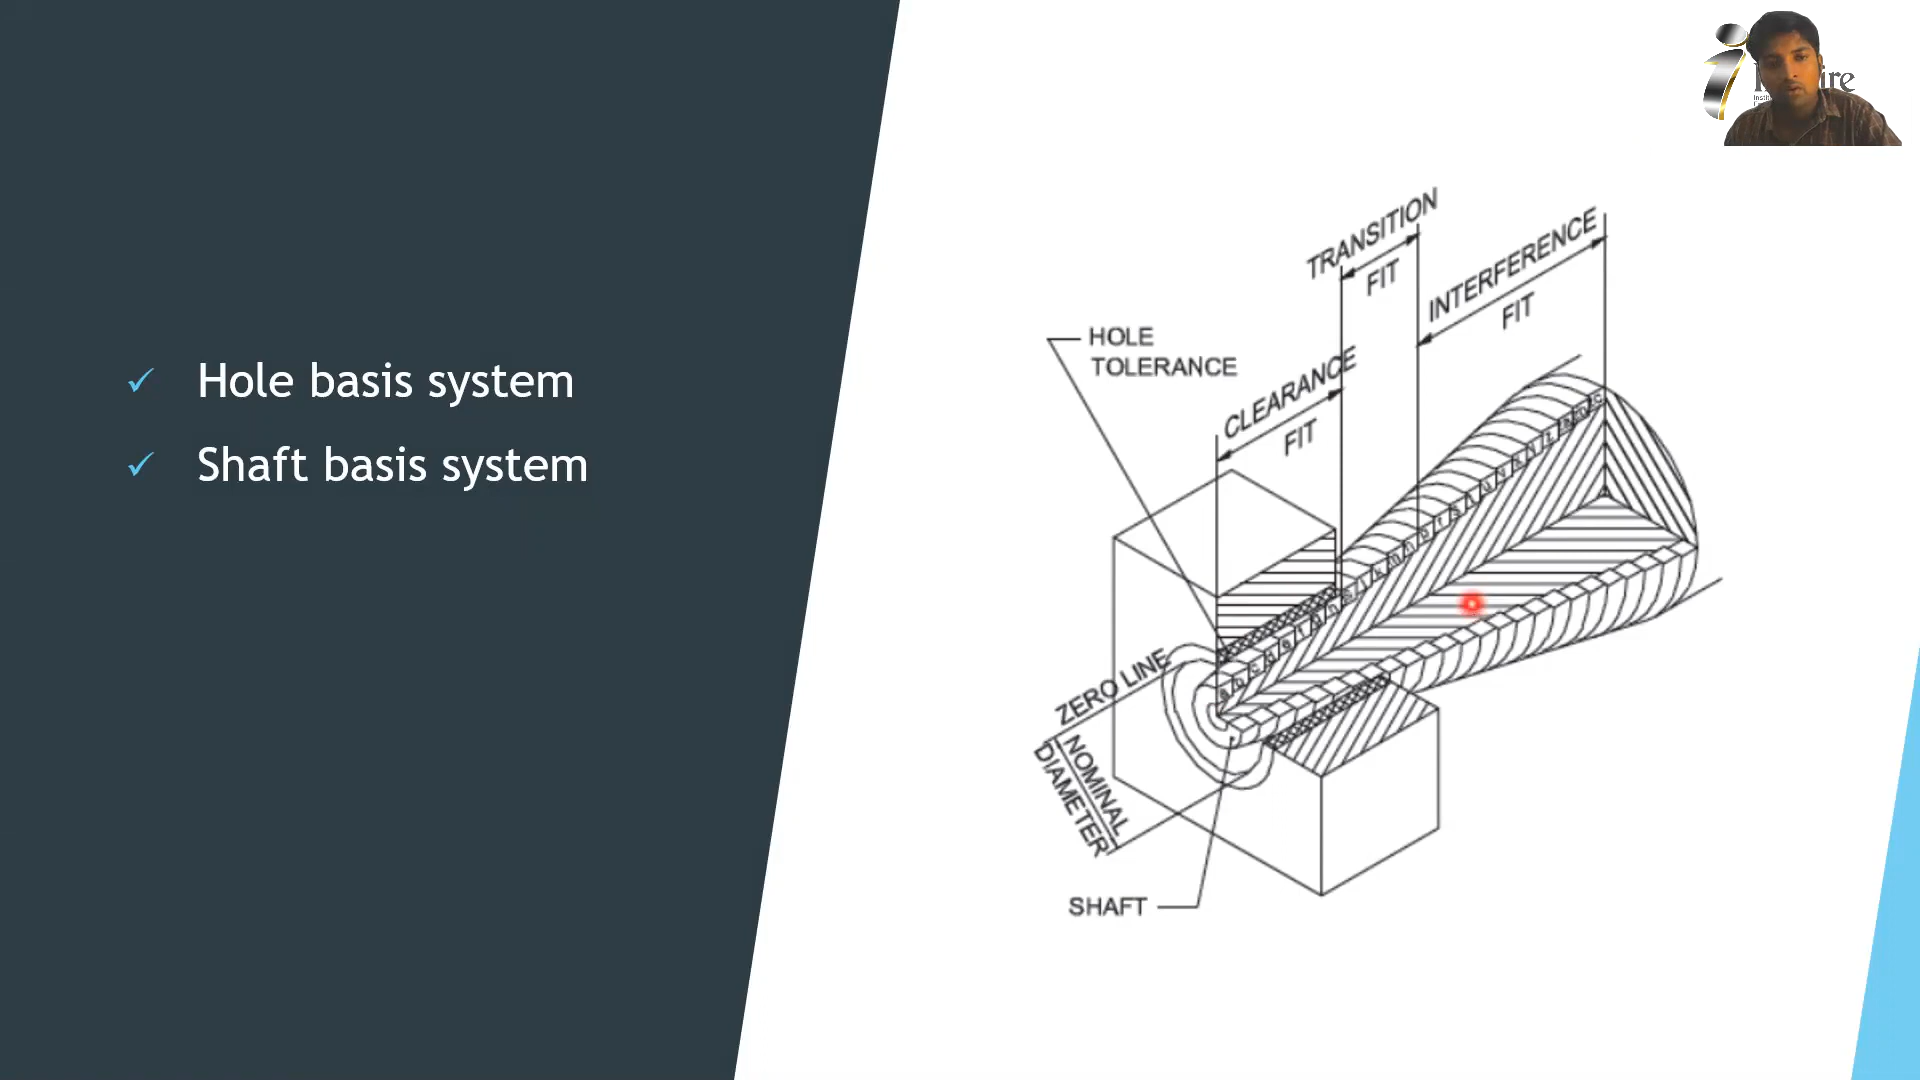 Hole basis system
Shaft basis system
TRANSITION
FIT
INTERFERENCE
FIT
HOLE
TOLERANCE
CLEARANCE
FIT
ZERO LINE
NOMINAL
DIAMETER
SHAFT